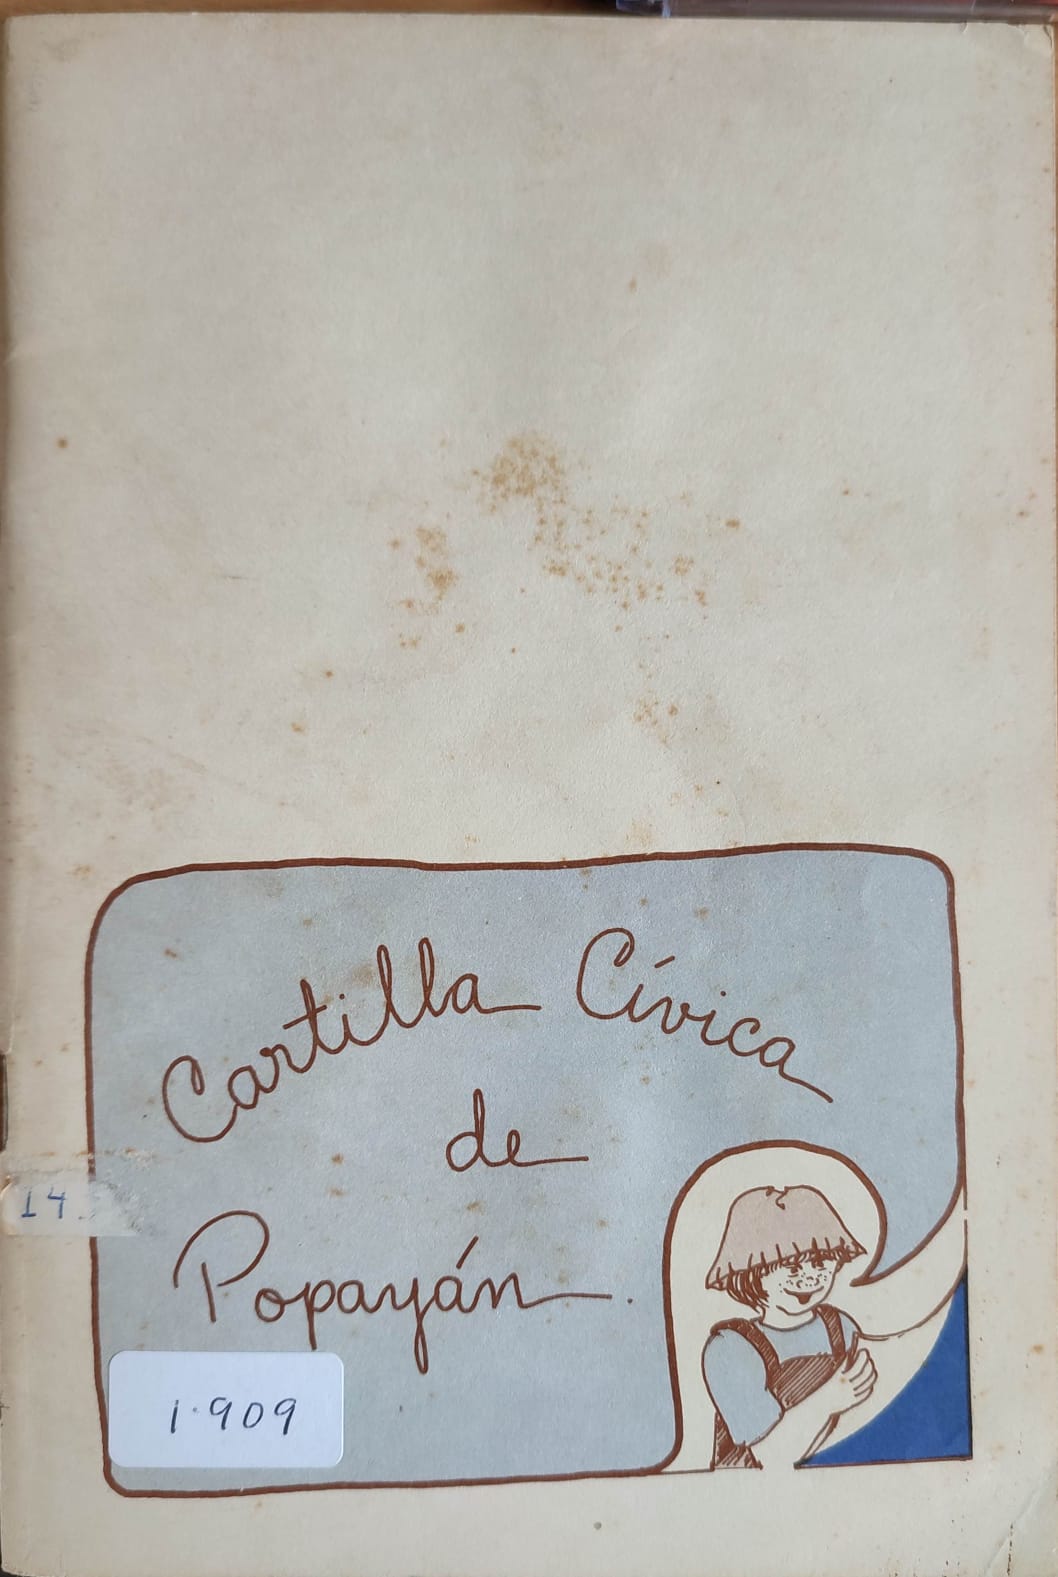 Cartilla Cívica
de
Popayán.
14
1.909